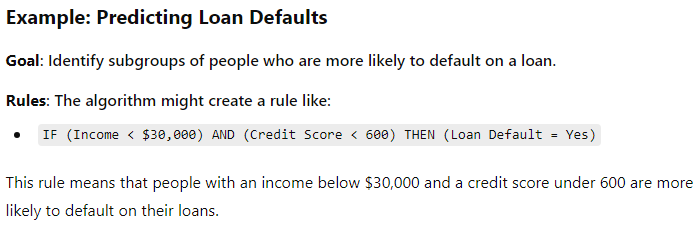 Example: Predicting Loan Defaults
Goal: Identify subgroups of people who are more likely to default on a loan.
Rules: The algorithm might create a rule like:
• IF (Income < $30,000) AND (Credit Score < 600) THEN (Loan Default = Yes)
This rule means that people with an income below $30,000 and a credit score under 600 are more
likely to default on their loans.